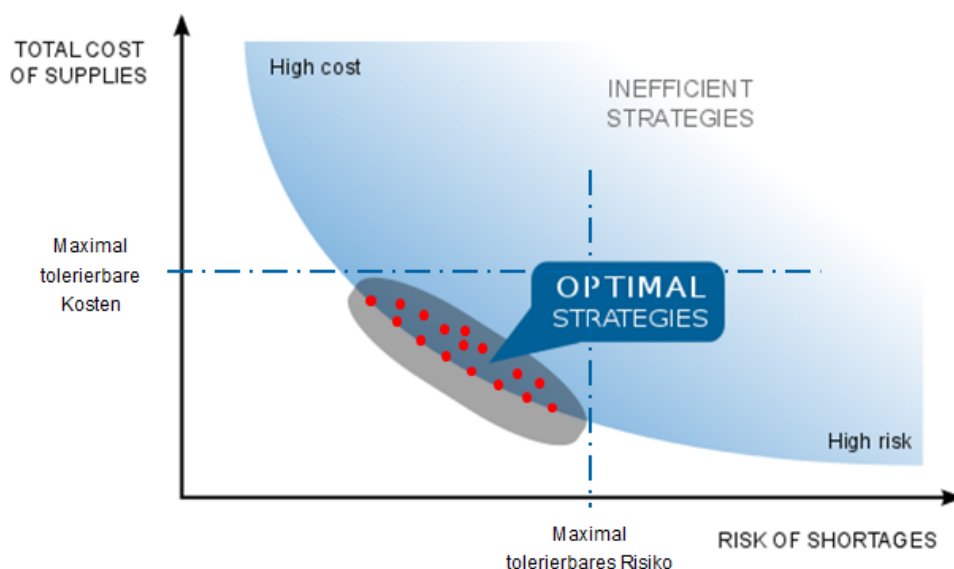 TOTAL COST
OF SUPPLIES
High cost
INEFFICIENT
STRATEGIES
Maximal
tolerierbare
Kosten
OPTIMAL
STRATEGIES
High risk
Maximal
tolerierbares Risiko
RISK OF SHORTAGES